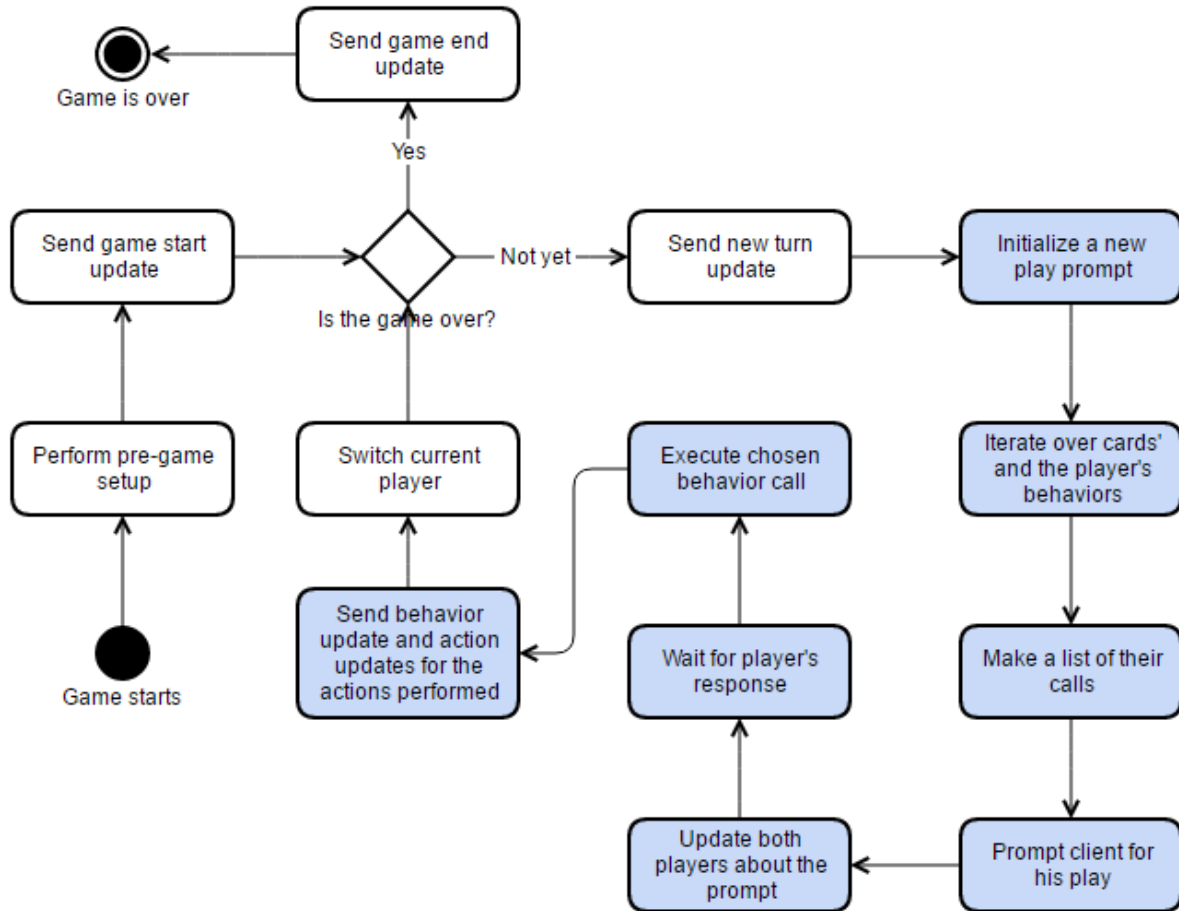 Send game end
update
Game is over
Yes
Send game start
update
Not yet
Send new turn
update
Initialize a new
play prompt
Is the game over?
Perform pre-game
setup
Switch current
player
Execute chosen
behavior call
Iterate over cards'
and the player's
behaviors
Send behavior
update and action
updates for the
actions performed
Wait for player's
response
Make a list of their
calls
Game starts
Update both
players about the
prompt
Prompt client for
his play